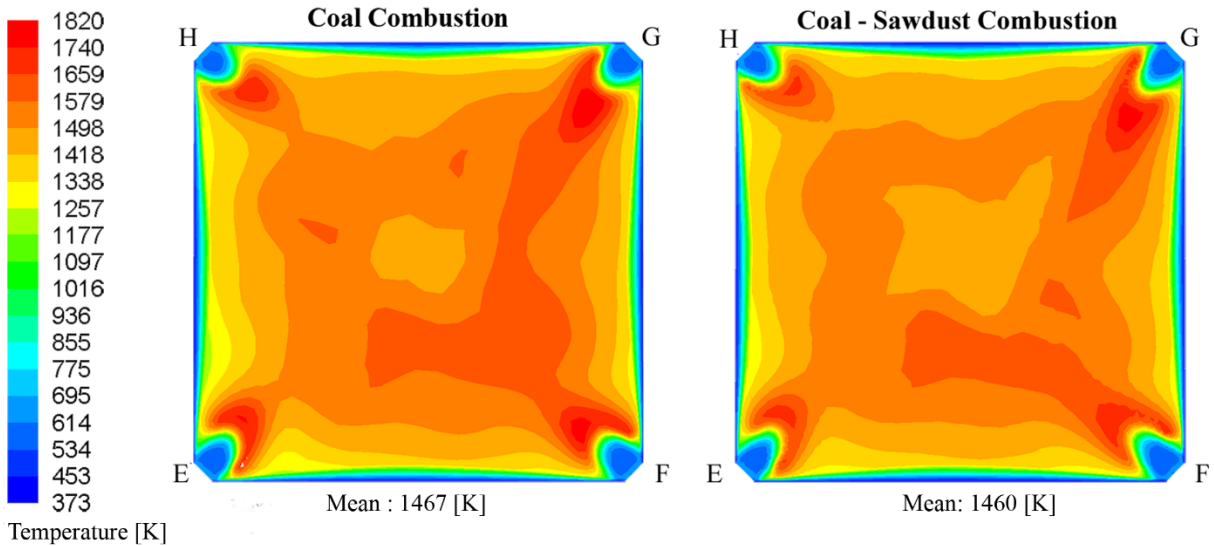 Coal Combustion
Coal - Sawdust Combustion
1820
1740
1659
1579
1498
1418
1338
1257
1177
1097
1016
936
855
775
695
614
534
453
373
Temperature [K]
H
G
E
F
Mean : 1467 [K]
H
G
E
F
Mean: 1460 [K]